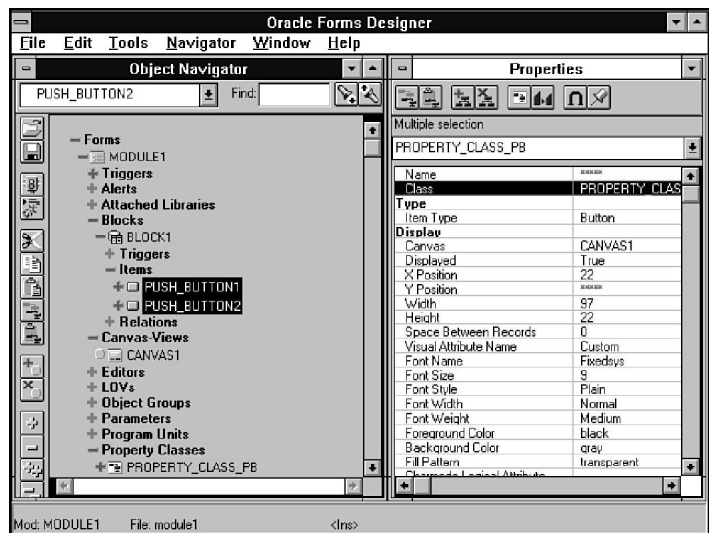 Oracle Forms Designer
File Edit Tools Navigator Window Help
Object Navigator
PUSH_BUTTON2 Find:
Forms
MODULE1
Triggers
Alerts
Attached Libraries
Blocks
BLOCK1
Triggers
Items
PUSH_BUTTON1
PUSH_BUTTON2
Relations
Canvas-Views
CANVAS1
Editors
LOVs
Object Groups
Parameters
Program Units
Property Classes
PROPERTY_CLASS_PB
Properties
Multiple selection
PROPERTY_CLASS_PB
Name *****
Class PROPERTY_CLAS
Type
Item Type Button
Display
Canvas CANVAS1
Displayed True
X Position 22
Y Position *****
Width 97
Height 22
Space Between Records 0
Visual Attribute Name Custom
Font Name Fixedsys
Font Size 9
Font Style Plain
Font Width Normal
Font Weight Medium
Foreground Color black
Background Color gray
Fill Pattern transparent
Charmode Logical Attribute
Mod: MODULE1 File: module1 <Ins>